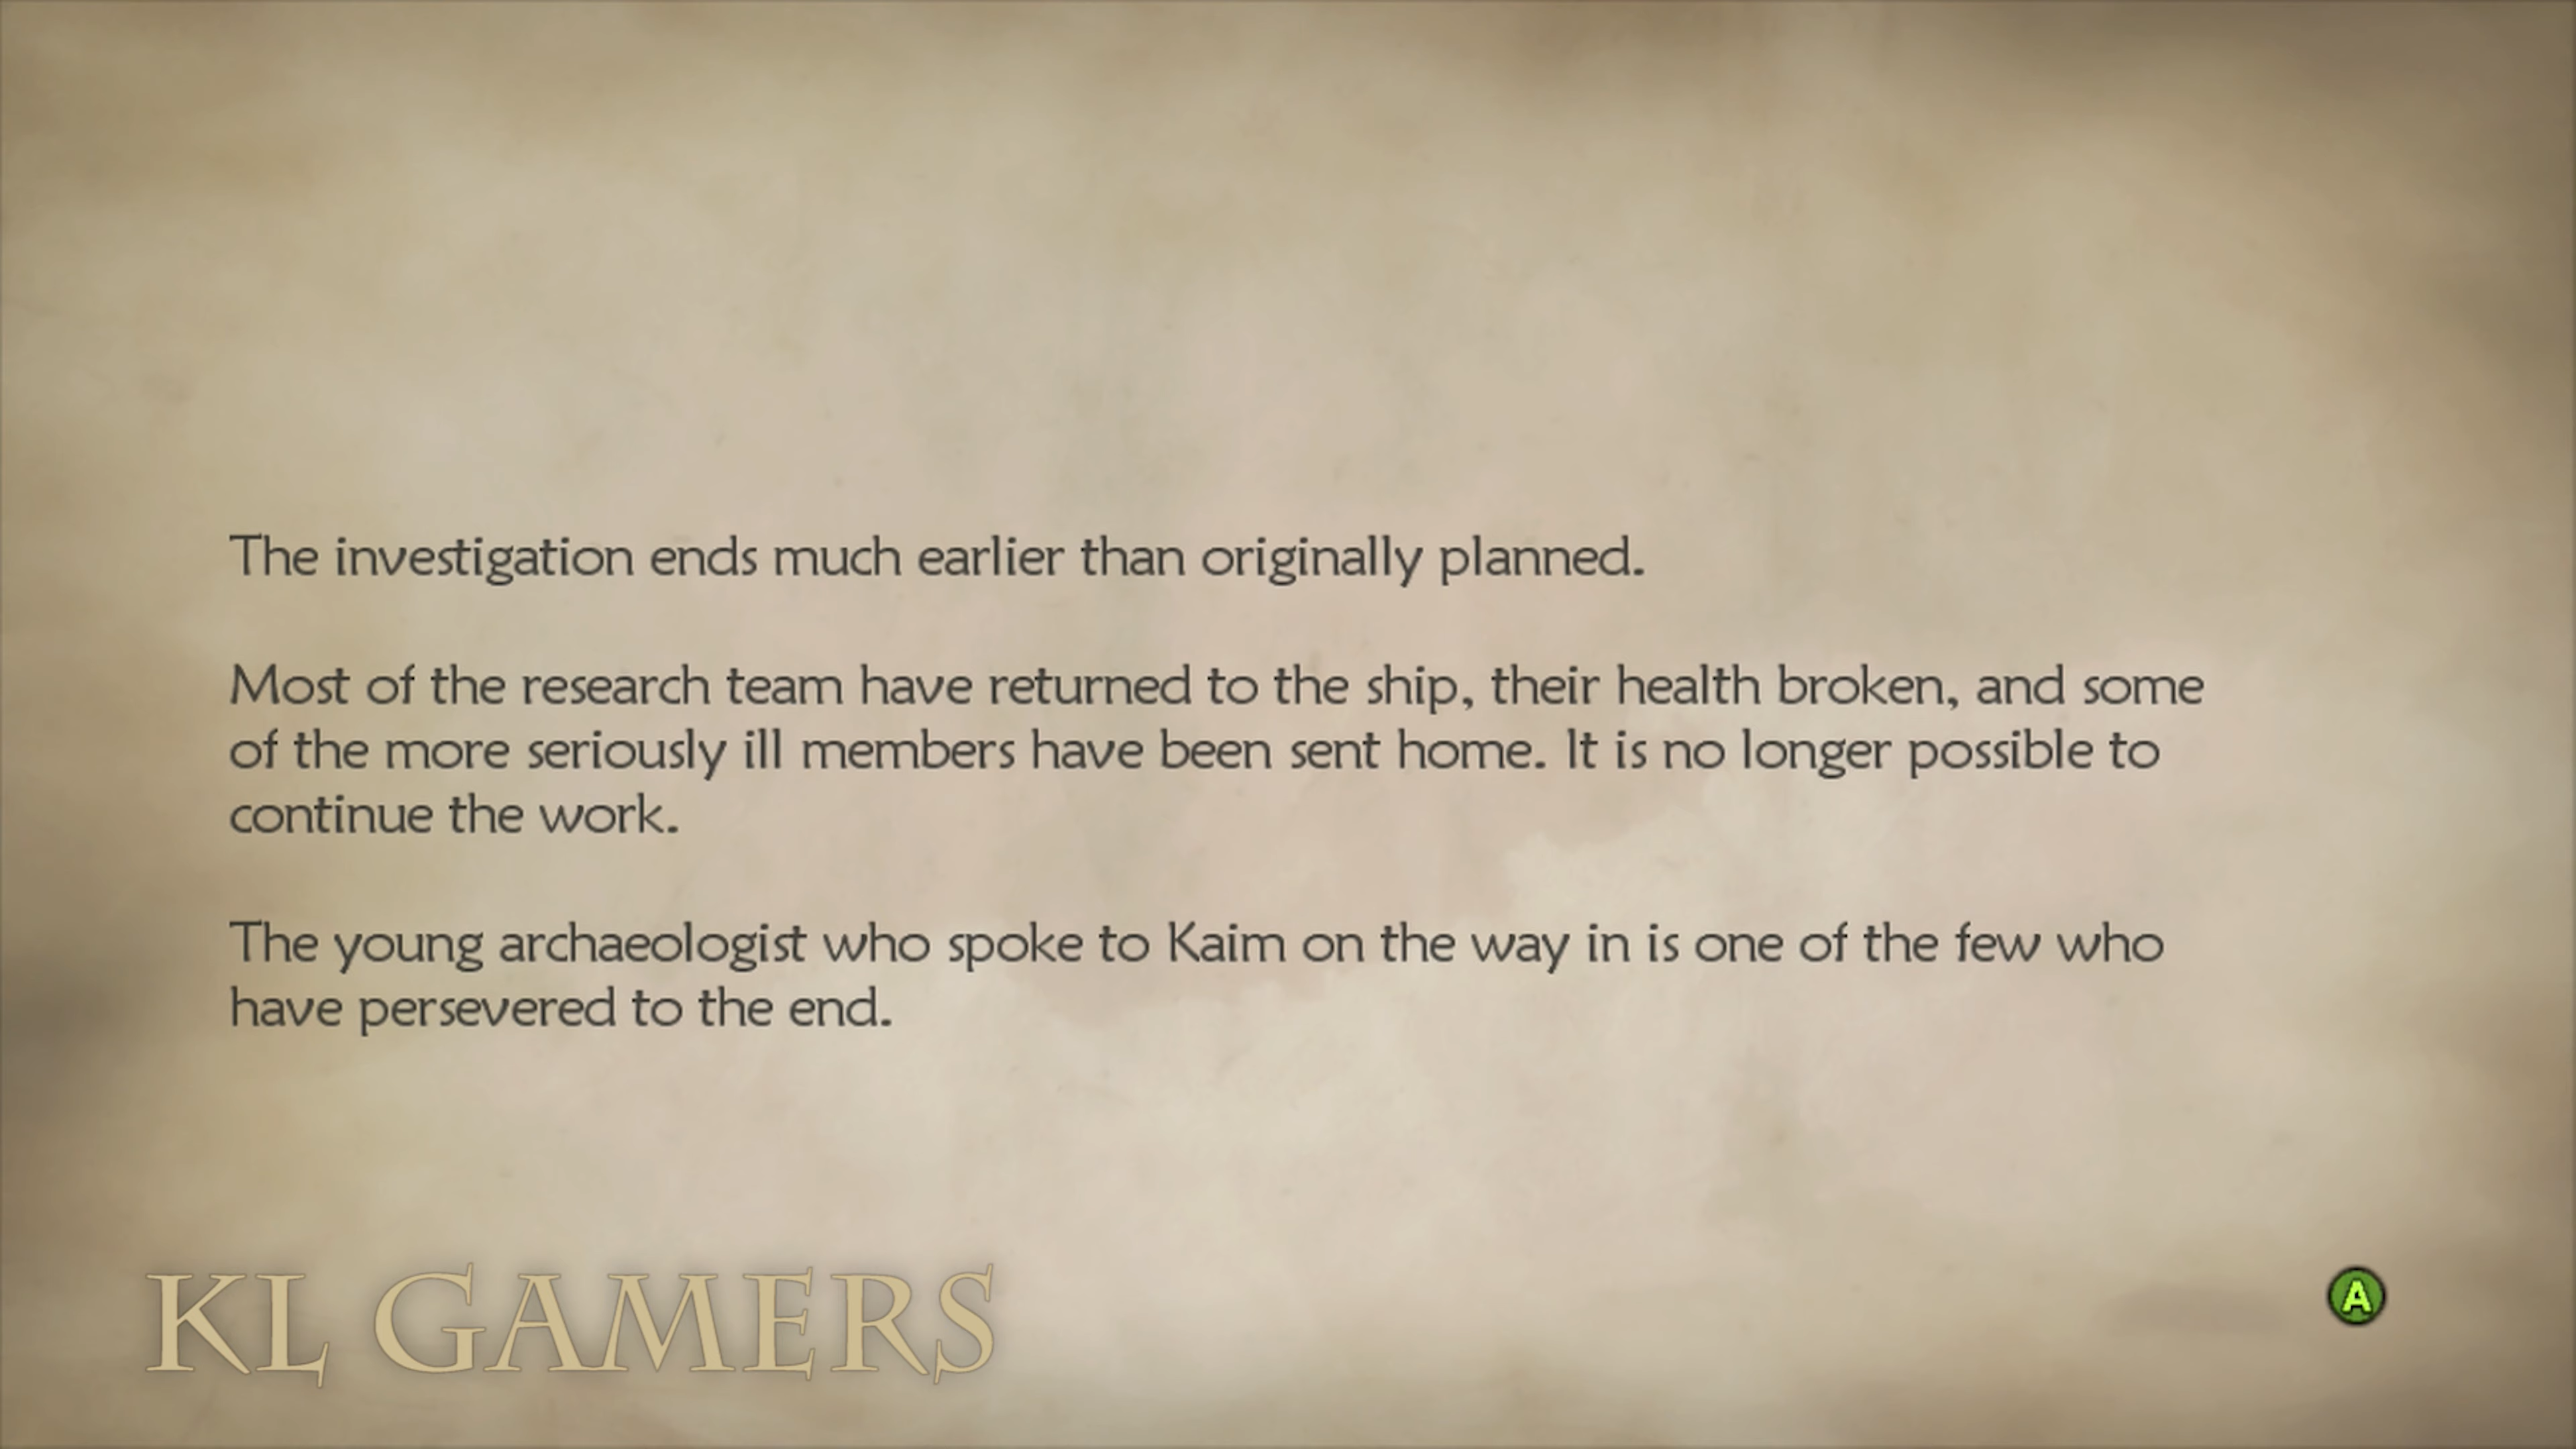 The investigation ends much earlier than originally planned.
Most of the research team have returned to the ship, their health broken, and some
of the more seriously ill members have been sent home. It is no longer possible to
continue the work.
The young archaeologist who spoke to Kaim on the way in is one of the few who
have persevered to the end.
KL GAMERS
A